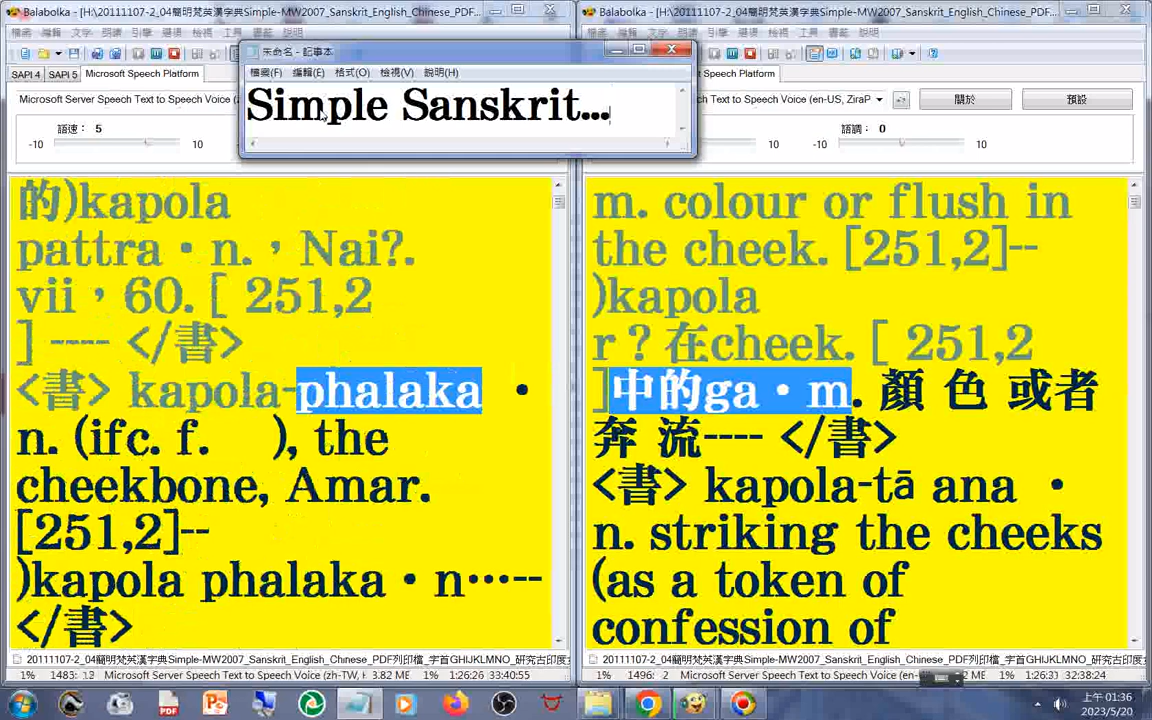 Balabolka - [H:\20111107-2_04簡明梵英漢字典Simple-MW2007_Sanskrit_English_Chinese_PDF...
Balabolka - [H:\20111107-2_04簡明梵英漢字典Simple-MW2007_Sanskrit_English_Chinese_PDF...
未命名 - 記事本
檔案(F) 編輯(E) 格式(O) 檢視(V) 說明(H)
Simple Sanskrit...
SAPI 4 SAPI 5 Microsoft Speech Platform
Speech Platform
Microsoft Server Speech Text to Speech Voice
Microsoft Server Speech Text to Speech Voice (en-US, ZiraP
關於 預設
語速: 5
-10 10
語調: 0
-10 10
的)kapola
pattra・n.，Nai?.
vii，60. [ 251,2
] ---- </書>
<書> kapola-phalaka ・
n. (ifc. f. ), the
cheekbone, Amar.
[251,2]--
)kapola phalaka・n…--
</書>
m. colour or flush in
the cheek. [251,2]--
)kapola
r？在cheek. [ 251,2
]中的ga・m. 顏 色 或者
奔 流---- </書>
<書> kapola-tā ana ・
n. striking the cheeks
(as a token of
confession of
20111107-2_04簡明梵英漢字典Simple-MW2007_Sanskrit_English_Chinese_PDF列印檔_字首GHIJKLMNO_研究古印度
20111107-2_04簡明梵英漢字典Simple-MW2007_Sanskrit_English_Chinese_PDF列印檔_字首GHIJKLMNO_研究古印度
1% 1483: 13 Microsoft Server Speech Text to Speech Voice (zh-TW, H 3.82 MB 1% 1:26:26 33:40:55
1% 1496: 2 Microsoft Server Speech Text to Speech Voice (en-US 1% 1:26:3 32:38:24
上午 01:36
2023/5/20